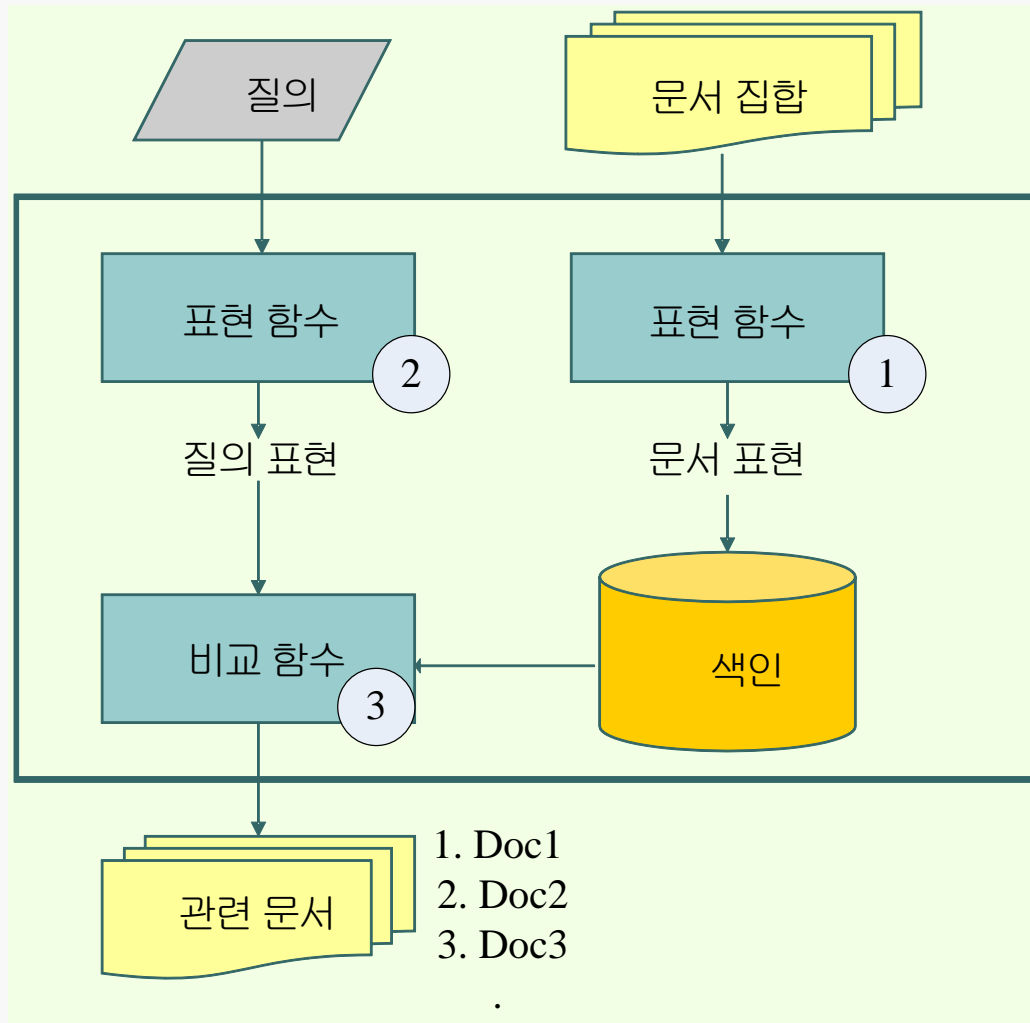 질의
문서 집합
표현 함수
2
표현 함수
1
질의 표현
문서 표현
비교 함수
3
색인
관련 문서
1. Doc1
2. Doc2
3. Doc3
.